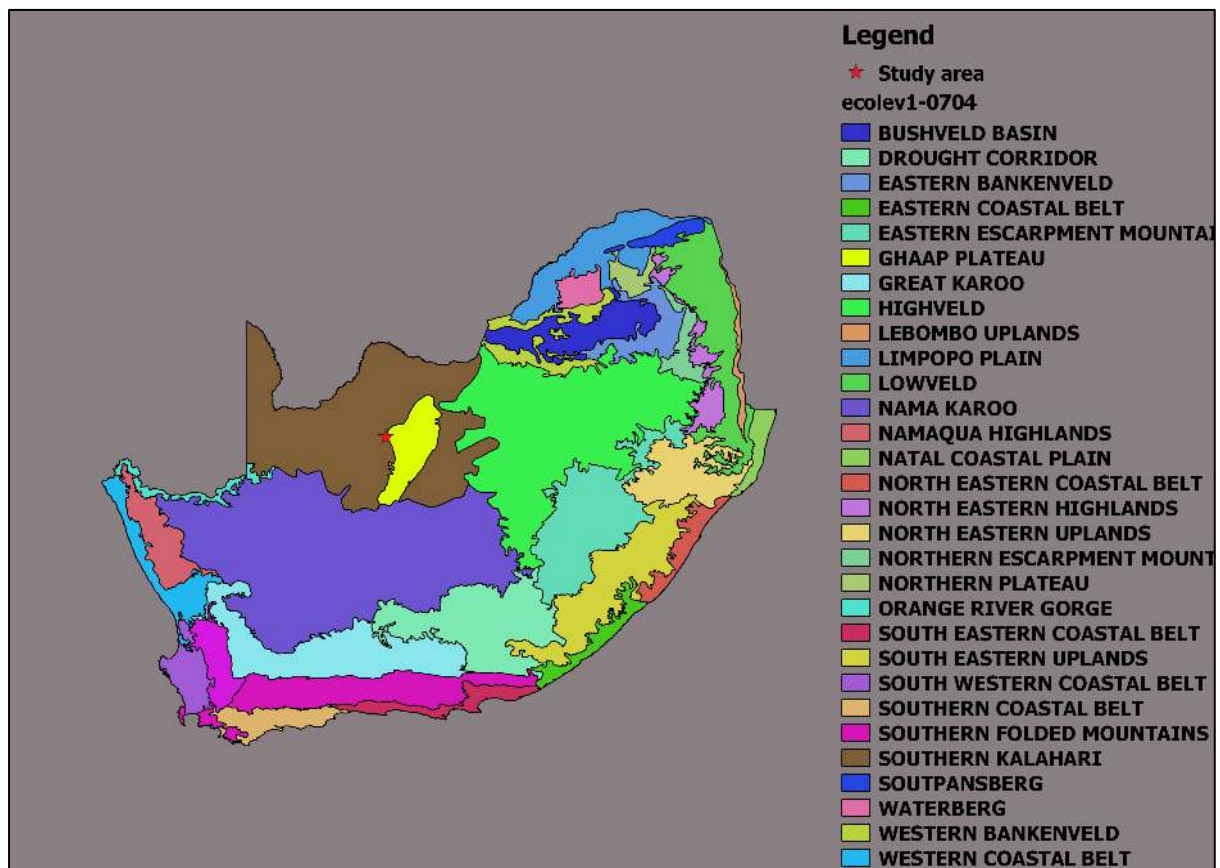 Legend
Study area
ecolev1-0704
BUSHVELD BASIN
DROUGHT CORRIDOR
EASTERN BANKENVELD
EASTERN COASTAL BELT
EASTERN ESCARPMENT MOUNTAI
GHAAP PLATEAU
GREAT KAROO
HIGHVELD
LEBOMBO UPLANDS
LIMPOPO PLAIN
LOWVELD
NAMA KAROO
NAMAQUA HIGHLANDS
NATAL COASTAL PLAIN
NORTH EASTERN COASTAL BELT
NORTH EASTERN HIGHLANDS
NORTH EASTERN UPLANDS
NORTHERN ESCARPMENT MOUNT
NORTHERN PLATEAU
ORANGE RIVER GORGE
SOUTH EASTERN COASTAL BELT
SOUTH EASTERN UPLANDS
SOUTH WESTERN COASTAL BELT
SOUTHERN COASTAL BELT
SOUTHERN FOLDED MOUNTAINS
SOUTHERN KALAHARI
SOUTPANSBERG
WATERBERG
WESTERN BANKENVELD
WESTERN COASTAL BELT